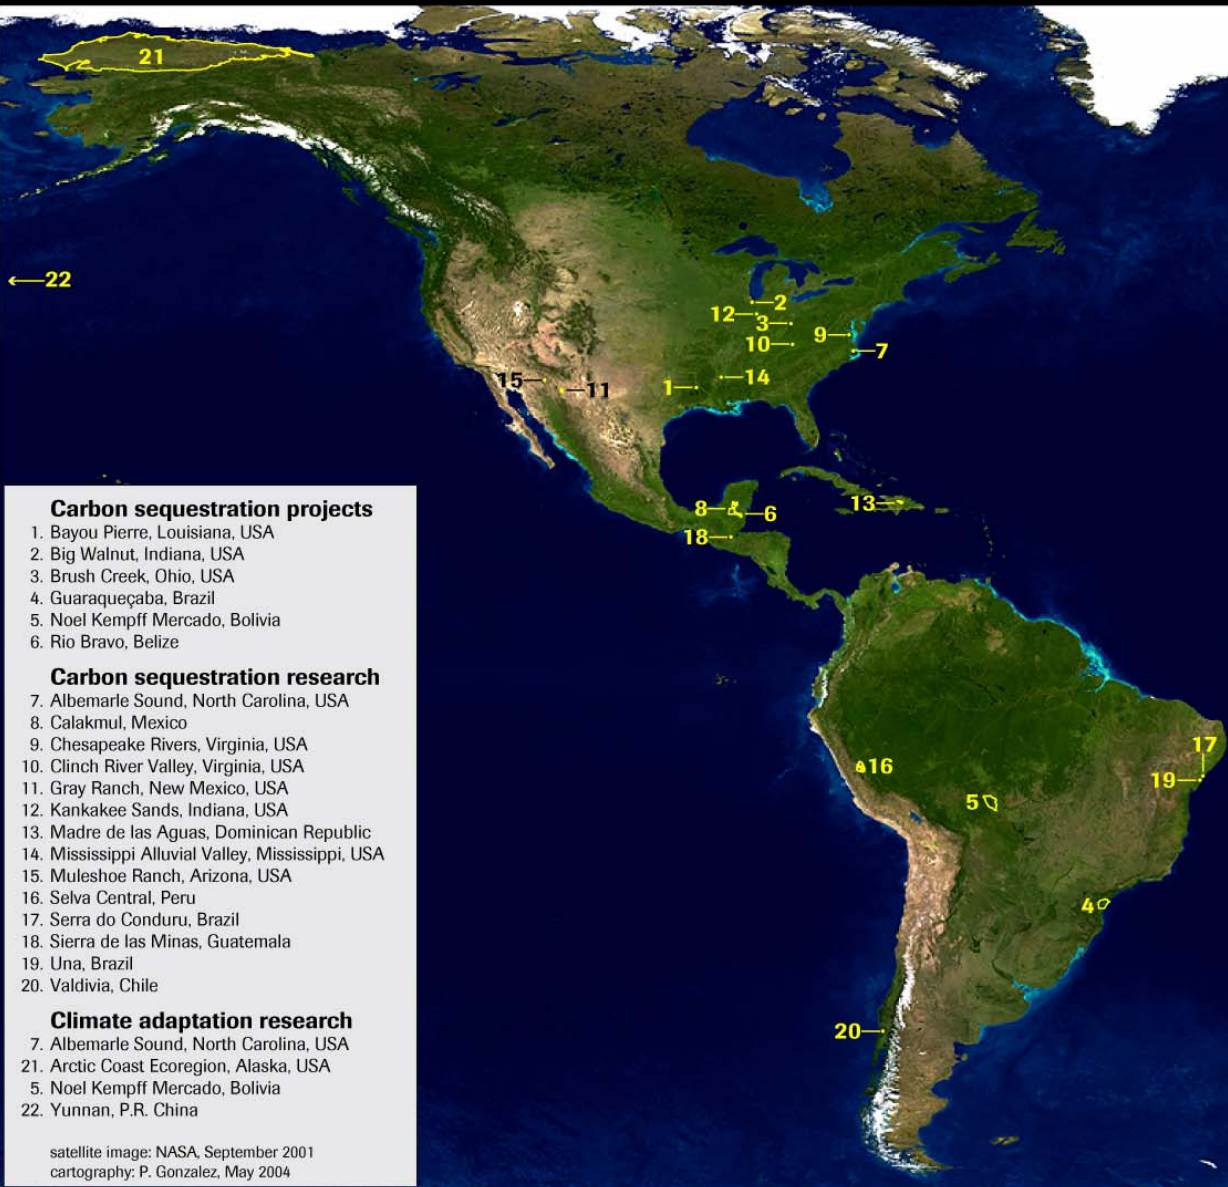 21
22
2
12
3
9
10
7
14
1
15
11
8
6
13
18
17
16
19
5
4
20
Carbon sequestration projects
1. Bayou Pierre, Louisiana, USA
2. Big Walnut, Indiana, USA
3. Brush Creek, Ohio, USA
4. Guaraqueçaba, Brazil
5. Noel Kempff Mercado, Bolivia
6. Rio Bravo, Belize
Carbon sequestration research
7. Albemarle Sound, North Carolina, USA
8. Calakmul, Mexico
9. Chesapeake Rivers, Virginia, USA
10. Clinch River Valley, Virginia, USA
11. Gray Ranch, New Mexico, USA
12. Kankakee Sands, Indiana, USA
13. Madre de las Aguas, Dominican Republic
14. Mississippi Alluvial Valley, Mississippi, USA
15. Muleshoe Ranch, Arizona, USA
16. Selva Central, Peru
17. Serra do Conduru, Brazil
18. Sierra de las Minas, Guatemala
19. Una, Brazil
20. Valdivia, Chile
Climate adaptation research
7. Albemarle Sound, North Carolina, USA
21. Arctic Coast Ecoregion, Alaska, USA
5. Noel Kempff Mercado, Bolivia
22. Yunnan, P.R. China
satellite image: NASA, September 2001
cartography: P. Gonzalez, May 2004